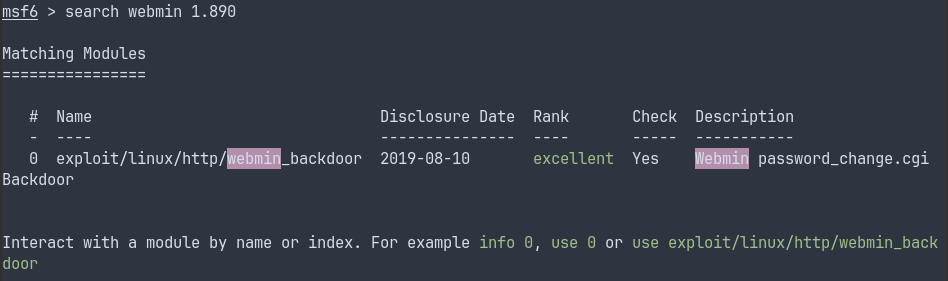 msf6 > search webmin 1.890
Matching Modules
================
#  Name                                    Disclosure Date  Rank       Check  Description
-  ----                                    ---------------  ----       -----  -----------
0  exploit/linux/http/webmin_backdoor  2019-08-10       excellent  Yes    Webmin password_change.cgi
Backdoor
Interact with a module by name or index. For example info 0, use 0 or use exploit/linux/http/webmin_back
door